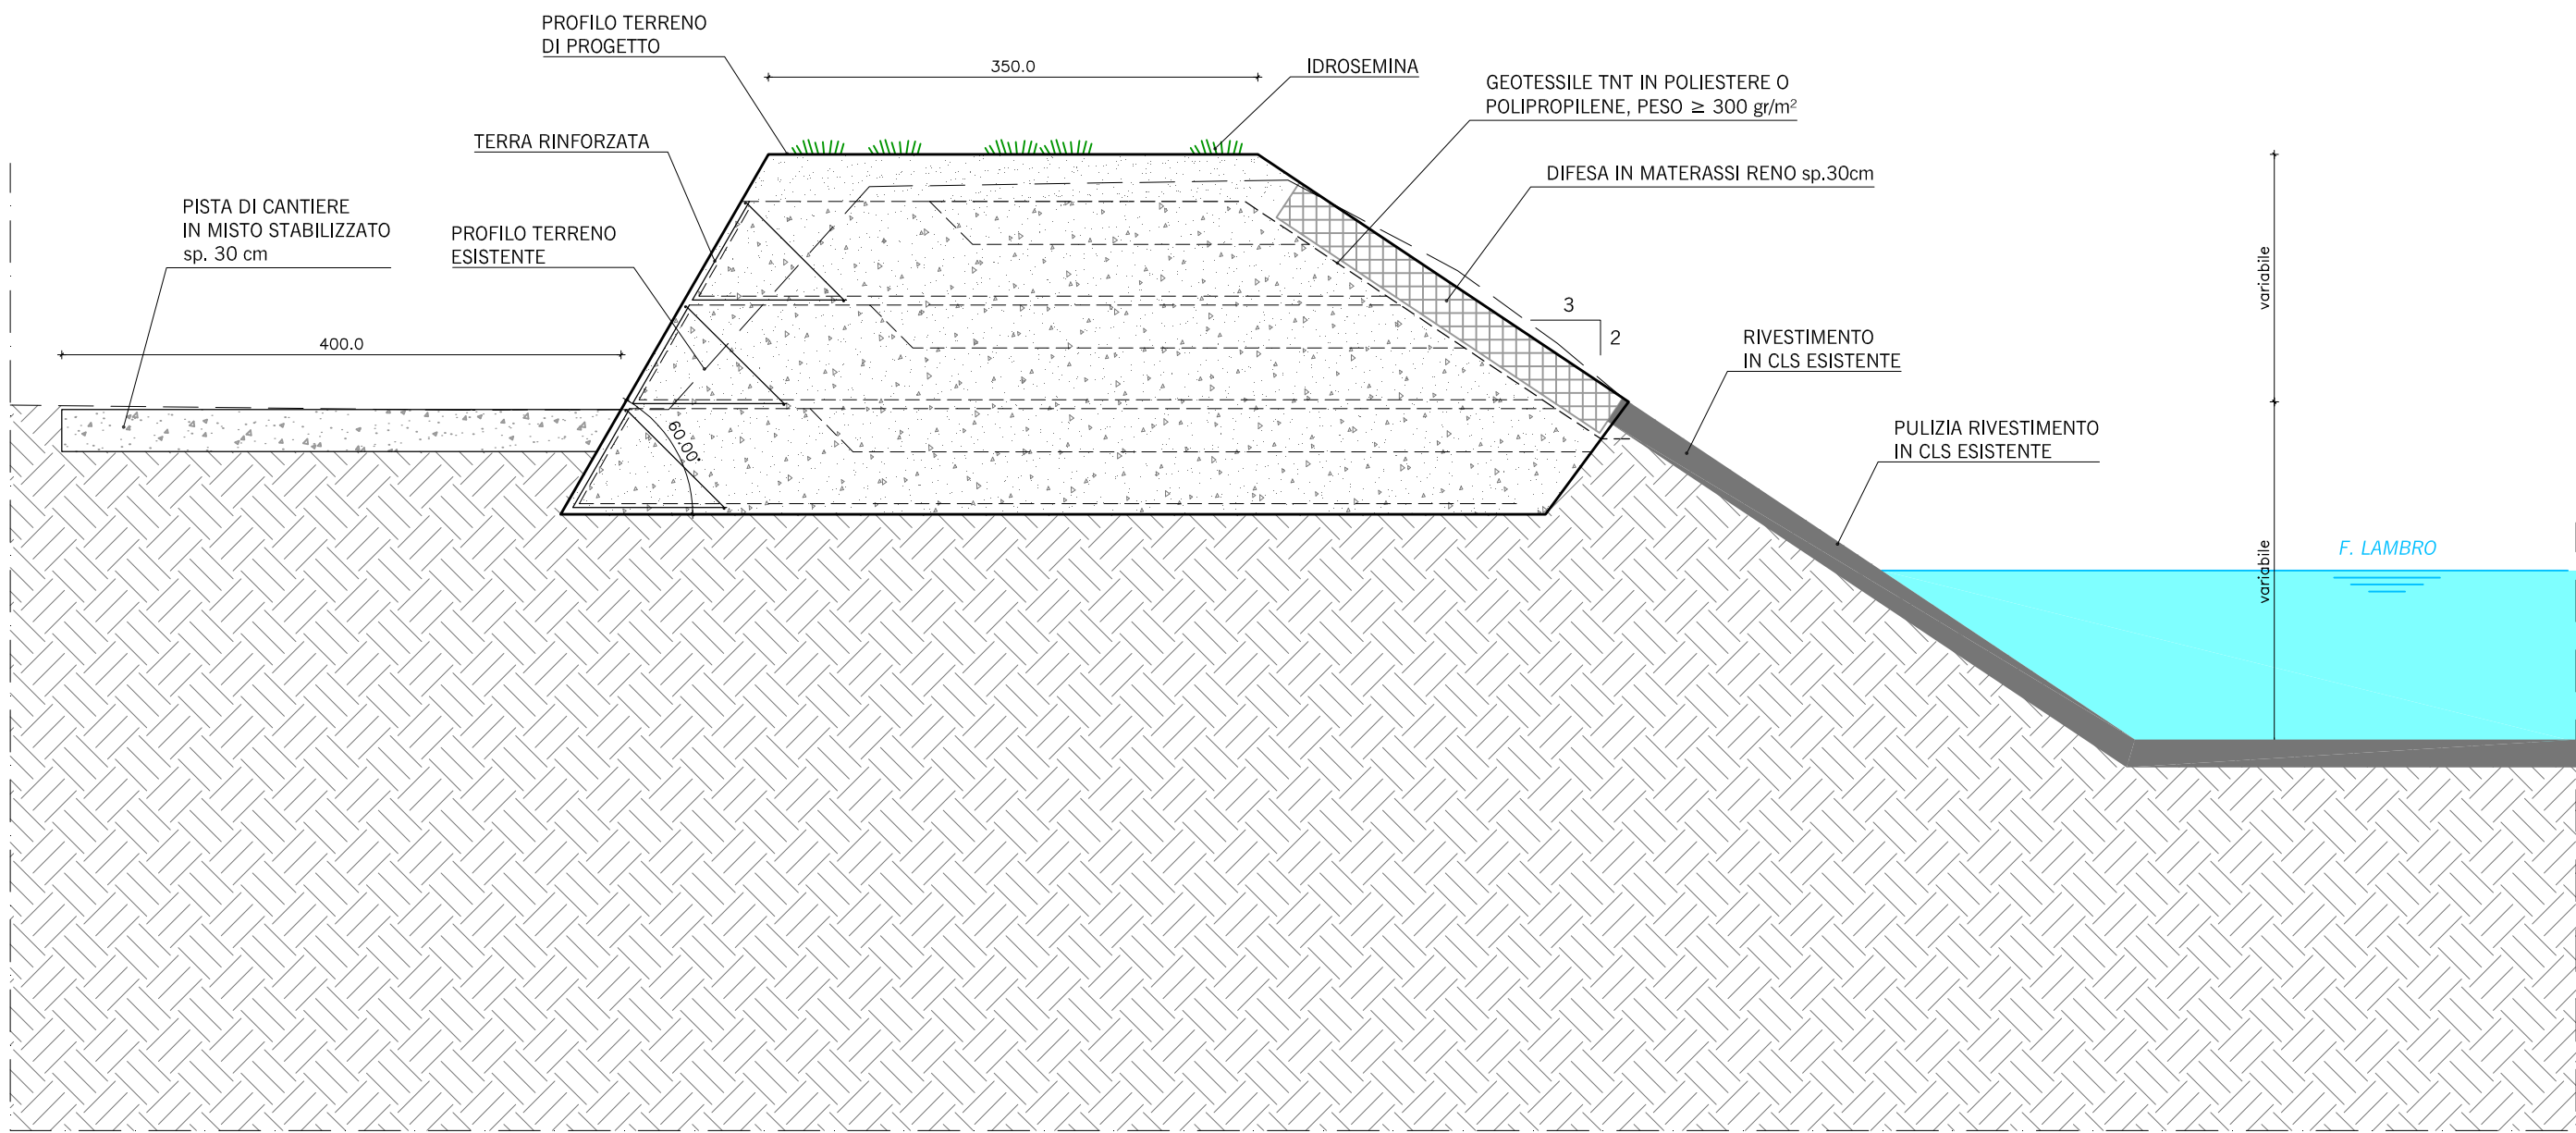 PROFILO TERRENO
DI PROGETTO
350.0
IDROSEMINA
GEOTESSILE TNT IN POLIESTERE O
POLIPROPILENE, PESO ≥ 300 gr/m²
TERRA RINFORZATA
DIFESA IN MATERASSI RENO sp.30cm
PISTA DI CANTIERE
IN MISTO STABILIZZATO
sp. 30 cm
PROFILO TERRENO
ESISTENTE
variabile
3
2
400.0
RIVESTIMENTO
IN CLS ESISTENTE
60.00°
PULIZIA RIVESTIMENTO
IN CLS ESISTENTE
F. LAMBRO
variabile